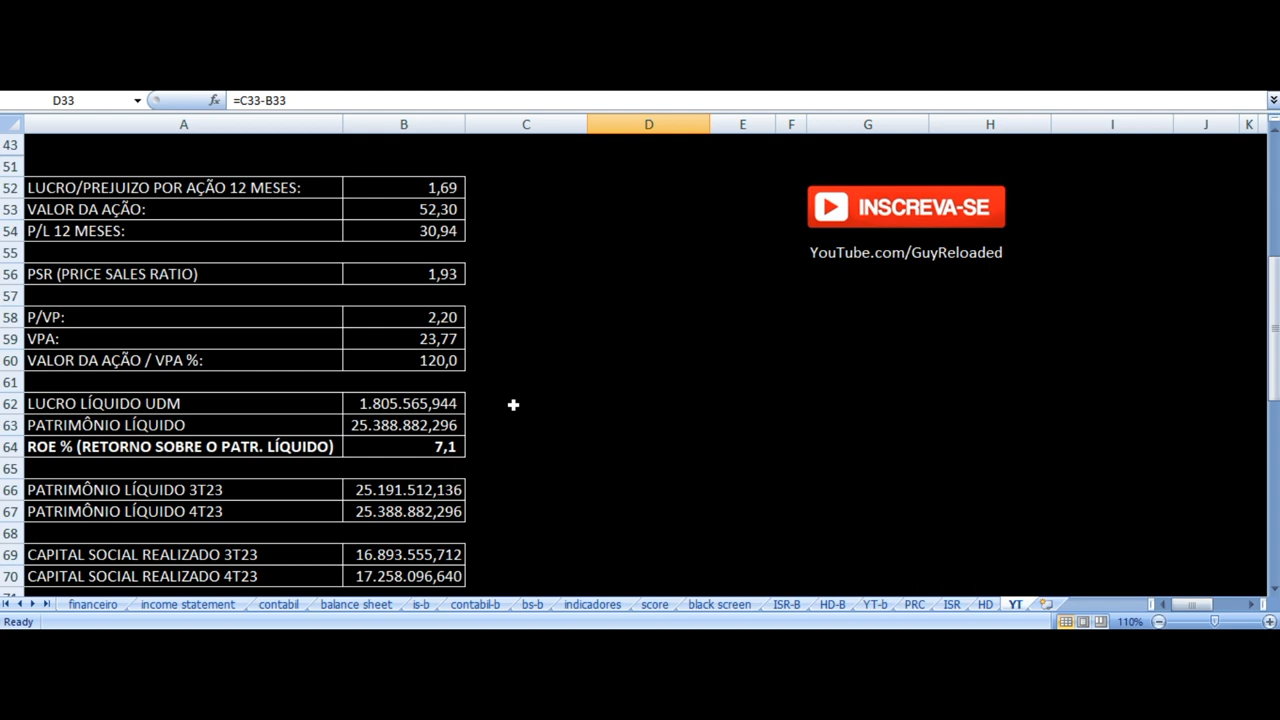 D33 fx =C33-B33
A B C D E F G H I J K
43
51
52 LUCRO/PREJUIZO POR AÇÃO 12 MESES: 1,69
53 VALOR DA AÇÃO: 52,30
54 P/L 12 MESES: 30,94
55
56 PSR (PRICE SALES RATIO) 1,93
57
58 P/VP: 2,20
59 VPA: 23,77
60 VALOR DA AÇÃO / VPA %: 120,0
61
62 LUCRO LÍQUIDO UDM 1.805.565,944
63 PATRIMÔNIO LÍQUIDO 25.388.882,296
64 ROE % (RETORNO SOBRE O PATR. LÍQUIDO) 7,1
65
66 PATRIMÔNIO LÍQUIDO 3T23 25.191.512,136
67 PATRIMÔNIO LÍQUIDO 4T23 25.388.882,296
68
69 CAPITAL SOCIAL REALIZADO 3T23 16.893.555,712
70 CAPITAL SOCIAL REALIZADO 4T23 17.258.096,640
INSCREVA-SE
YouTube.com/GuyReloaded
financeiro income statement contabil balance sheet is-b contabil-b bs-b indicadores score black screen ISR-B HD-B YT-b PRC ISR HD YT
Ready 110%